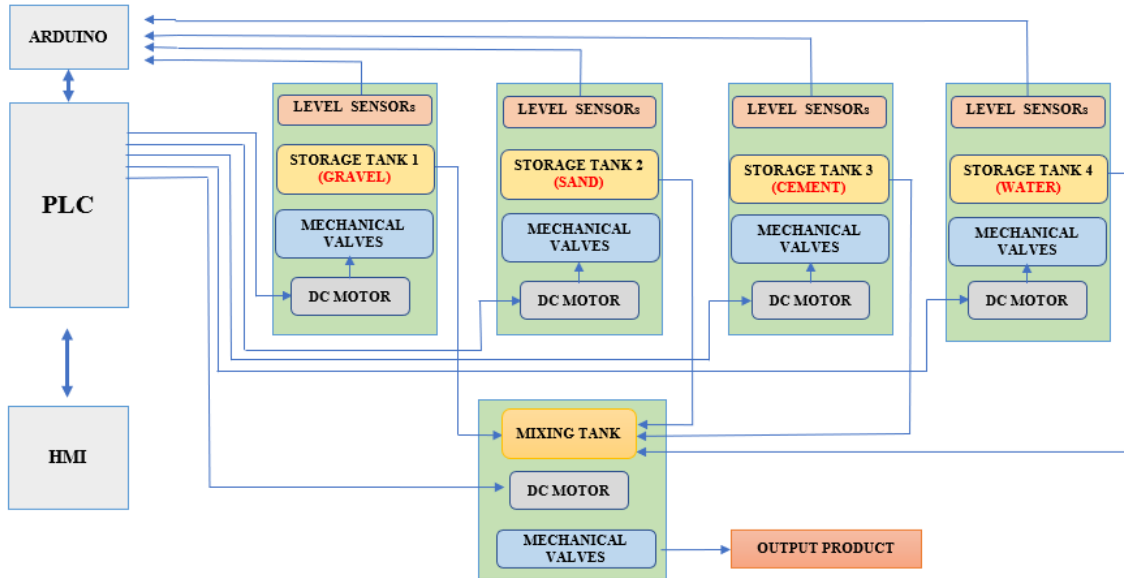 ARDUINO
PLC
HMI
LEVEL SENSORs
STORAGE TANK 1
(GRAVEL)
MECHANICAL
VALVES
DC MOTOR
LEVEL SENSORs
STORAGE TANK 2
(SAND)
MECHANICAL
VALVES
DC MOTOR
LEVEL SENSORs
STORAGE TANK 3
(CEMENT)
MECHANICAL
VALVES
DC MOTOR
LEVEL SENSORs
STORAGE TANK 4
(WATER)
MECHANICAL
VALVES
DC MOTOR
MIXING TANK
DC MOTOR
MECHANICAL
VALVES
OUTPUT PRODUCT